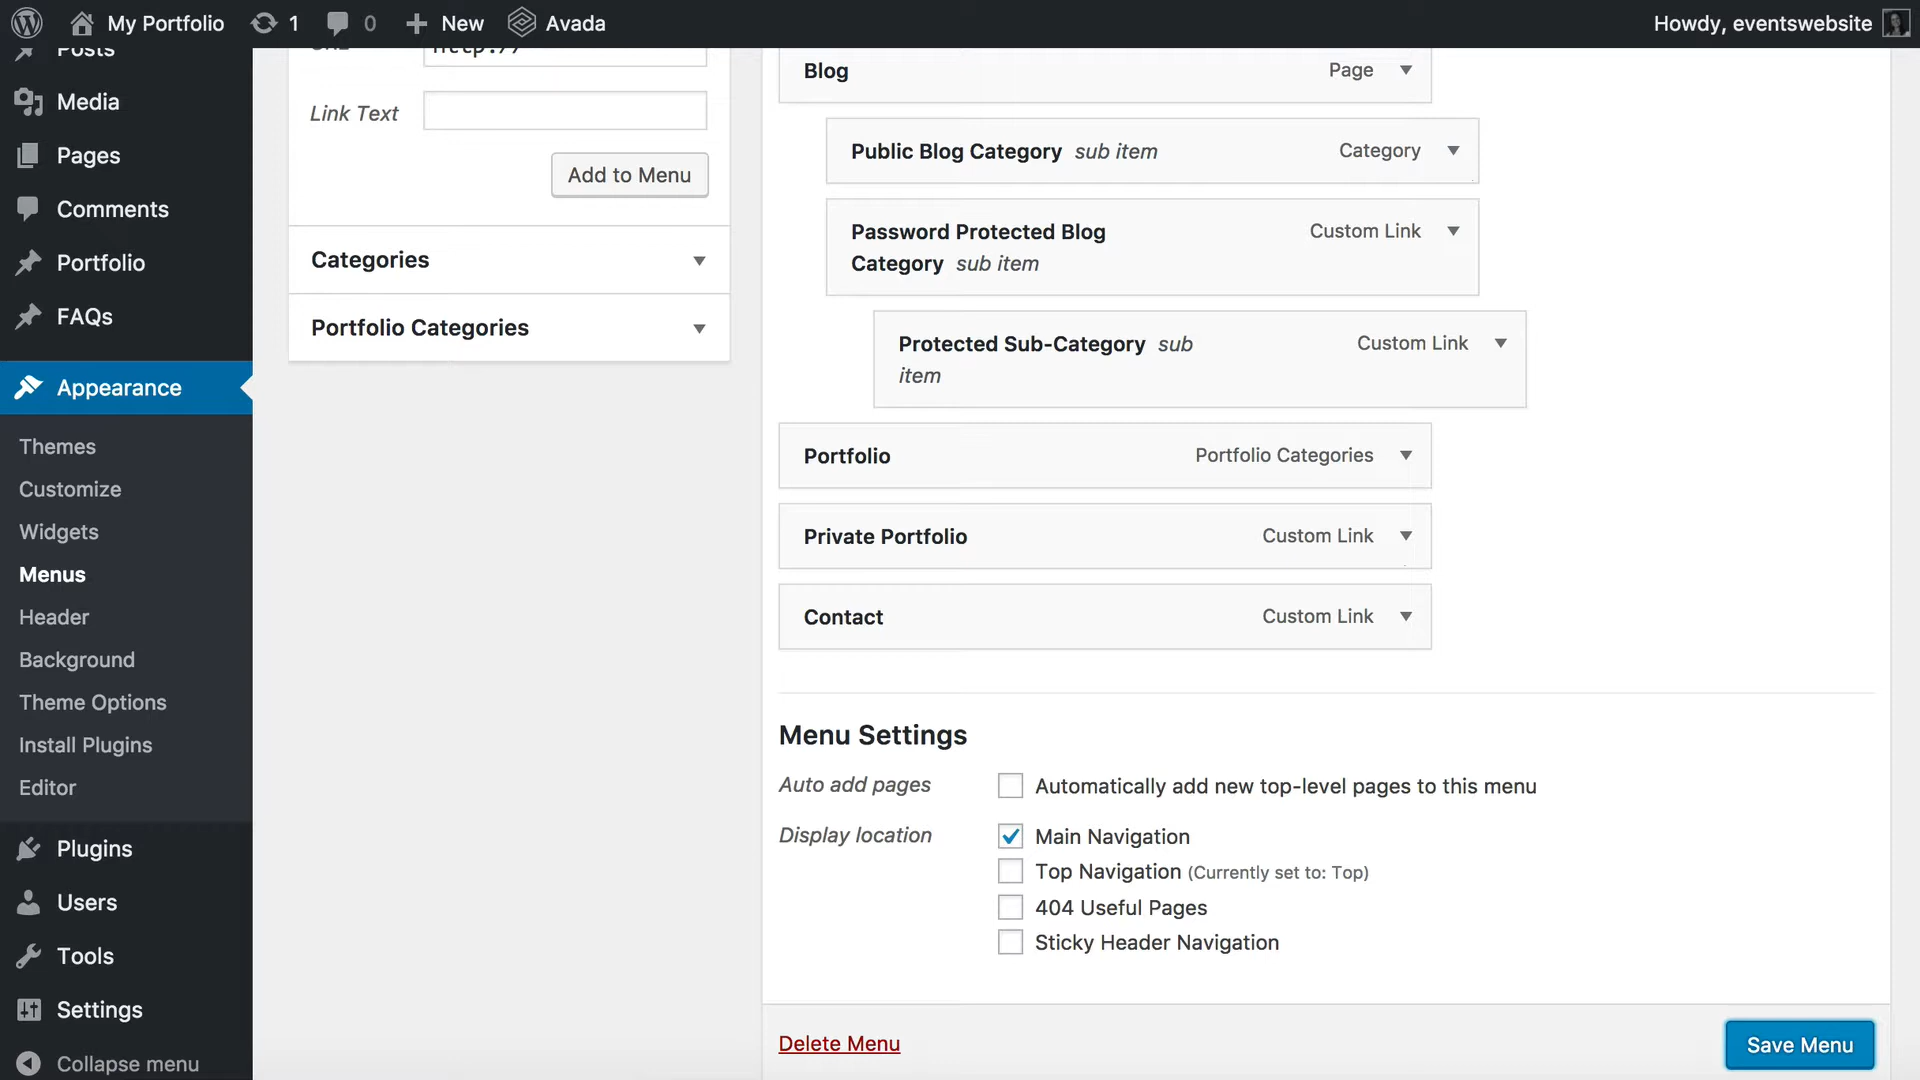 My Portfolio 1 0 New Avada
Howdy, eventswebsite
Posts
Media
Pages
Comments
Portfolio
FAQs
Appearance
Themes
Customize
Widgets
Menus
Header
Background
Theme Options
Install Plugins
Editor
Plugins
Users
Tools
Settings
Collapse menu
http://
Link Text
Add to Menu
Categories
Portfolio Categories
Blog Page
Public Blog Category sub item Category
Password Protected Blog Custom Link
Category sub item
Protected Sub-Category sub Custom Link
item
Portfolio Portfolio Categories
Private Portfolio Custom Link
Contact Custom Link
Menu Settings
Auto add pages Automatically add new top-level pages to this menu
Display location Main Navigation
Top Navigation (Currently set to: Top)
404 Useful Pages
Sticky Header Navigation
Delete Menu
Save Menu